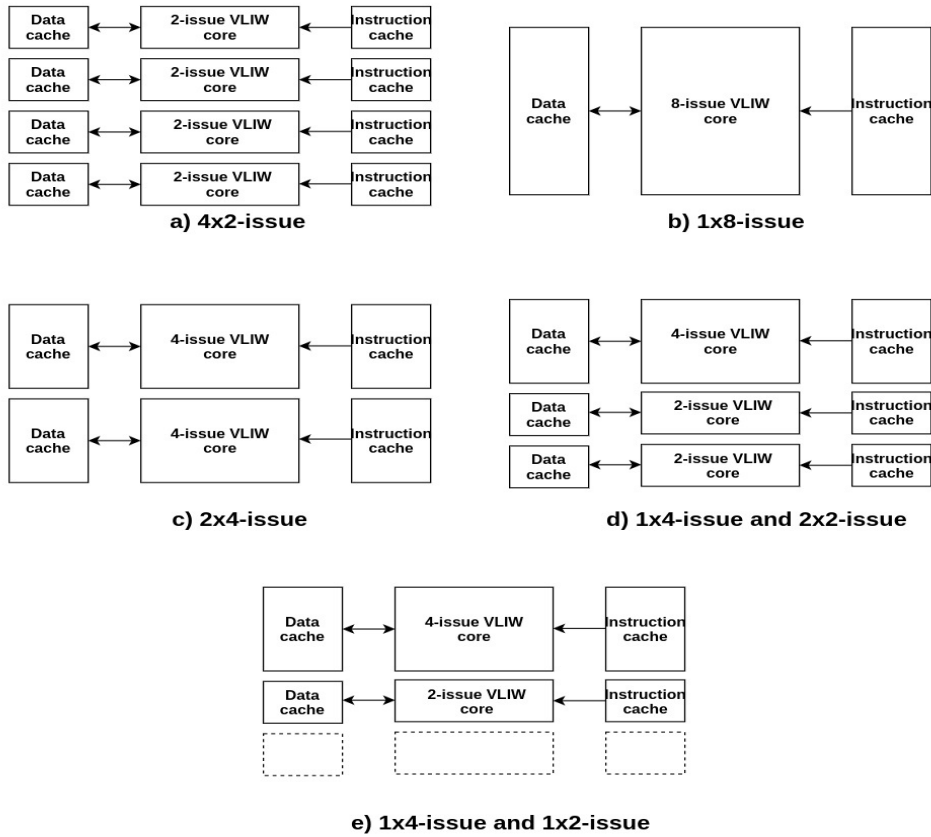 Data
cache
2-issue VLIW
core
Instruction
cache
Data
cache
2-issue VLIW
core
Instruction
cache
Data
cache
2-issue VLIW
core
Instruction
cache
Data
cache
2-issue VLIW
core
Instruction
cache
a) 4x2-issue
Data
cache
8-issue VLIW
core
Instruction
cache
b) 1x8-issue
Data
cache
4-issue VLIW
core
Instruction
cache
Data
cache
4-issue VLIW
core
Instruction
cache
c) 2x4-issue
Data
cache
4-issue VLIW
core
Instruction
cache
Data
cache
2-issue VLIW
core
Instruction
cache
Data
cache
2-issue VLIW
core
Instruction
cache
d) 1x4-issue and 2x2-issue
Data
cache
4-issue VLIW
core
Instruction
cache
Data
cache
2-issue VLIW
core
Instruction
cache
e) 1x4-issue and 1x2-issue